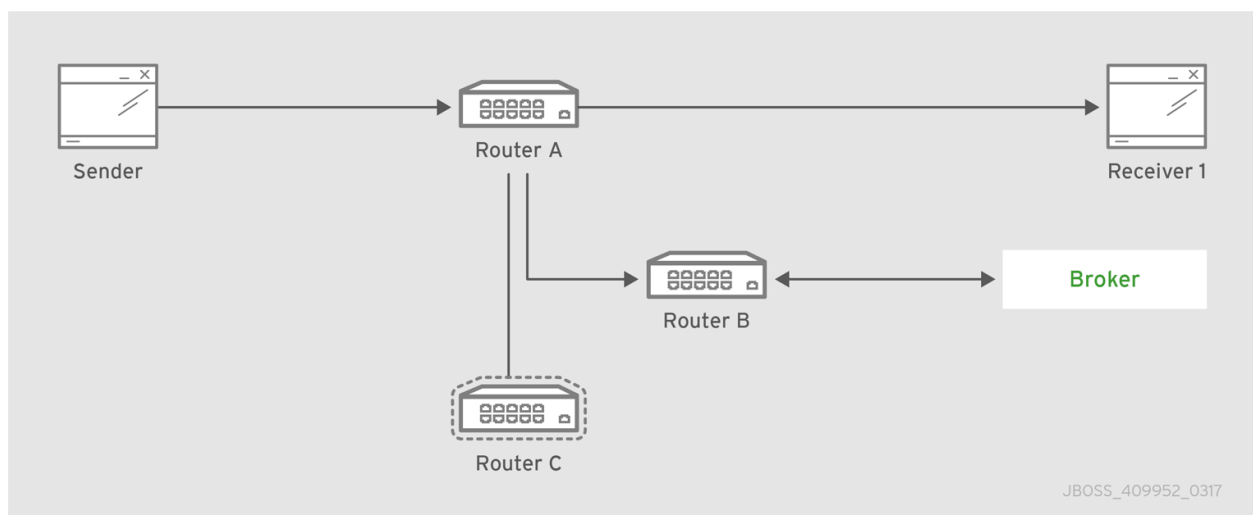 Sender
Router A
Receiver 1
Broker
Router B
Router C
JBOSS_409952_0317